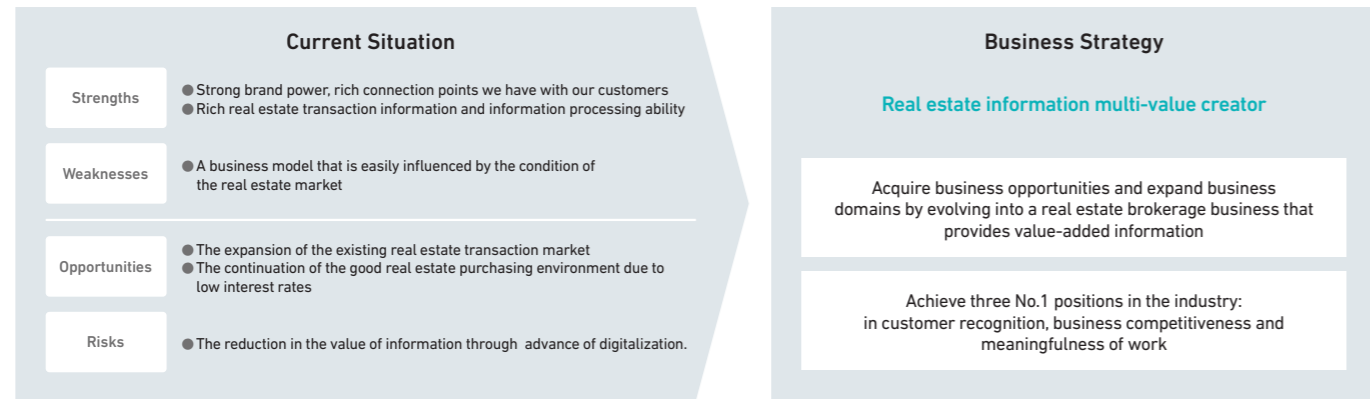 Current Situation
Strengths
● Strong brand power, rich connection points we have with our customers
● Rich real estate transaction information and information processing ability
Weaknesses
● A business model that is easily influenced by the condition of
the real estate market
Opportunities
● The expansion of the existing real estate transaction market
● The continuation of the good real estate purchasing environment due to
low interest rates
Risks
● The reduction in the value of information through advance of digitalization.
Business Strategy
Real estate information multi-value creator
Acquire business opportunities and expand business
domains by evolving into a real estate brokerage business that
provides value-added information
Achieve three No.1 positions in the industry:
in customer recognition, business competitiveness and
meaningfulness of work